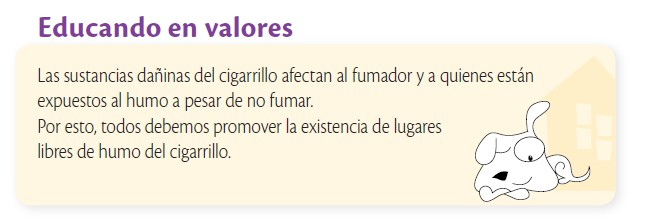 Educando en valores
Las sustancias dañinas del cigarrillo afectan al fumador y a quienes están
expuestos al humo a pesar de no fumar.
Por esto, todos debemos promover la existencia de lugares
libres de humo del cigarrillo.